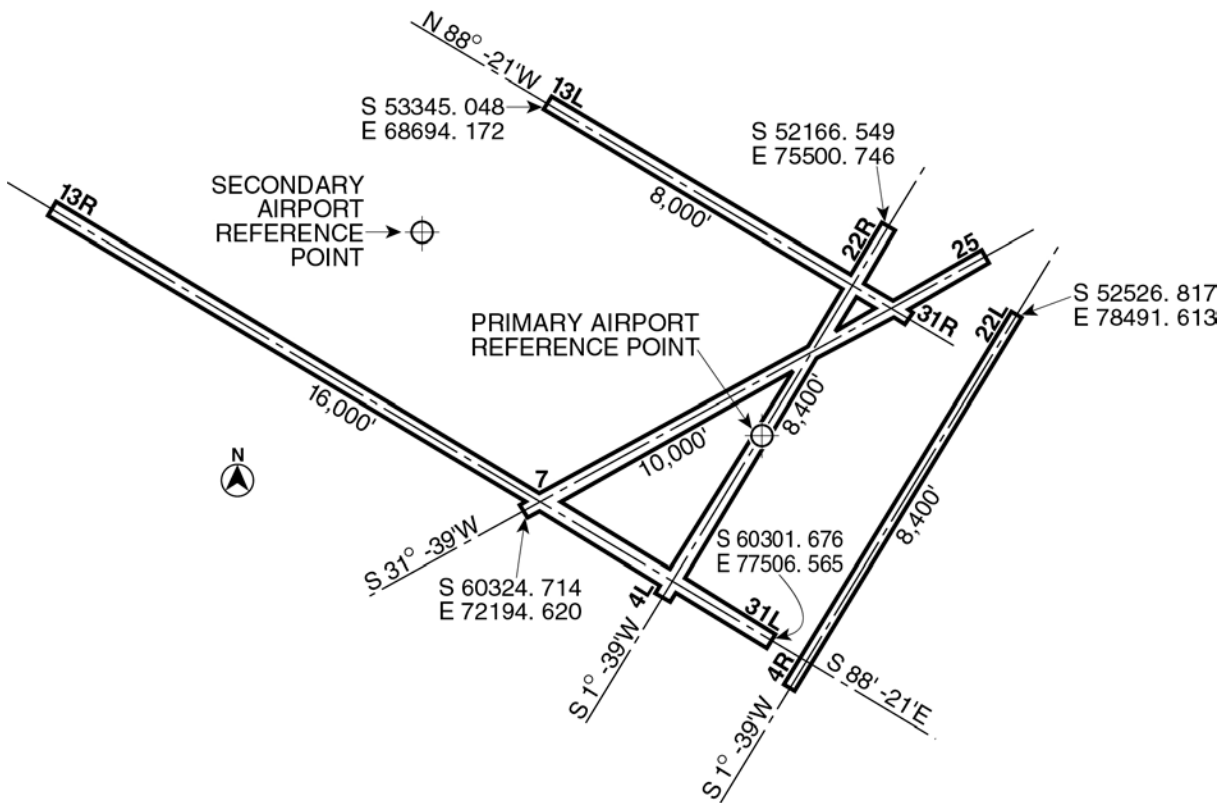 N 88° -21'W
13L
S 53345. 048
E 68694. 172
S 52166. 549
E 75500. 746
13R
SECONDARY
AIRPORT
REFERENCE
POINT
8,000'
22R
25
S 52526. 817
E 78491. 613
22L
31R
PRIMARY AIRPORT
REFERENCE POINT
16,000'
8,400'
10,000'
N
7
8,400'
S 31° -39'W
S 60301. 676
E 77506. 565
S 60324. 714
E 72194. 620
4L
31L
4R
S 88' -21'E
S 1° -39'W
S 1° -39'W